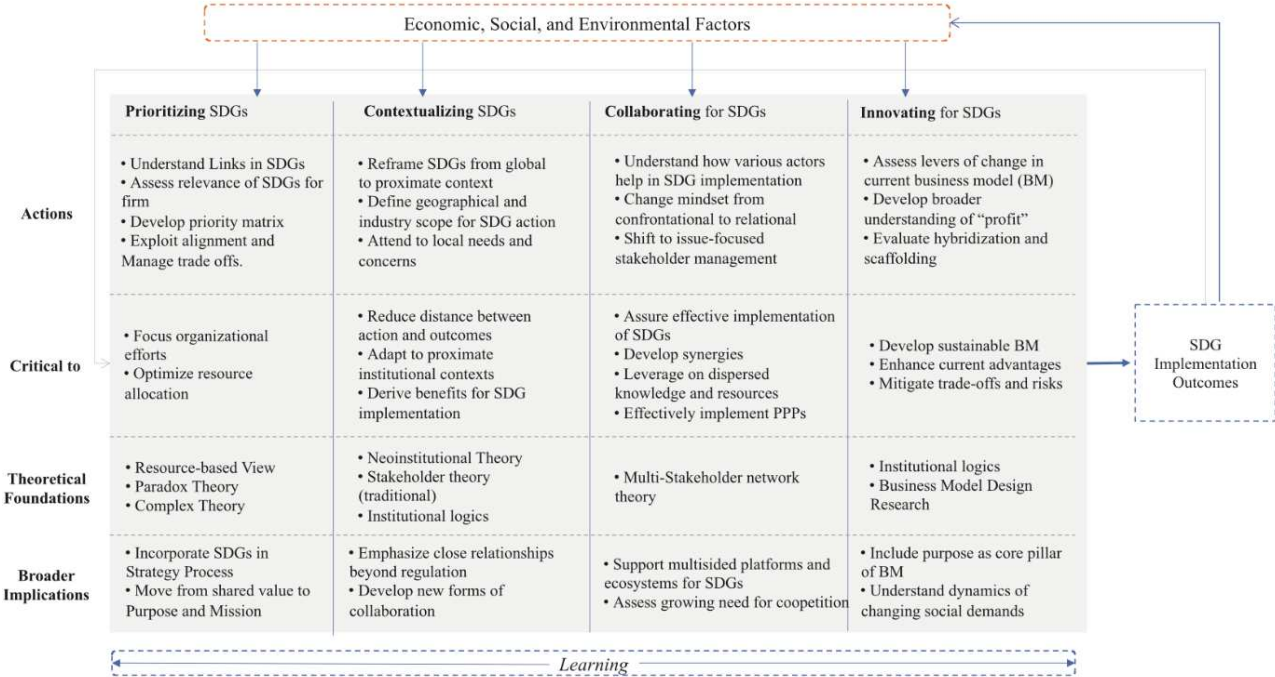 Economic, Social, and Environmental Factors
Prioritizing SDGs
Contextualizing SDGs
Collaborating for SDGs
Innovating for SDGs
Actions
• Understand Links in SDGs
• Assess relevance of SDGs for
firm
• Develop priority matrix
• Exploit alignment and
Manage trade offs.
• Reframe SDGs from global
to proximate context
• Define geographical and
industry scope for SDG action
• Attend to local needs and
concerns
• Understand how various actors
help in SDG implementation
• Change mindset from
confrontational to relational
• Shift to issue-focused
stakeholder management
• Assess levers of change in
current business model (BM)
• Develop broader
understanding of “profit”
• Evaluate hybridization and
scaffolding
Critical to
• Focus organizational
efforts
• Optimize resource
allocation
• Reduce distance between
action and outcomes
• Adapt to proximate
institutional contexts
• Derive benefits for SDG
implementation
• Assure effective implementation
of SDGs
• Develop synergies
• Leverage on dispersed
knowledge and resources
• Effectively implement PPPs
• Develop sustainable BM
• Enhance current advantages
• Mitigate trade-offs and risks
SDG
Implementation
Outcomes
Theoretical
Foundations
• Resource-based View
• Paradox Theory
• Complex Theory
• Neoinstitutional Theory
• Stakeholder theory
(traditional)
• Institutional logics
• Multi-Stakeholder network
theory
• Institutional logics
• Business Model Design
Research
Broader
Implications
• Incorporate SDGs in
Strategy Process
• Move from shared value to
Purpose and Mission
• Emphasize close relationships
beyond regulation
• Develop new forms of
collaboration
• Support multisided platforms and
ecosystems for SDGs
• Assess growing need for coopetition
• Include purpose as core pillar
of BM
• Understand dynamics of
changing social demands
Learning